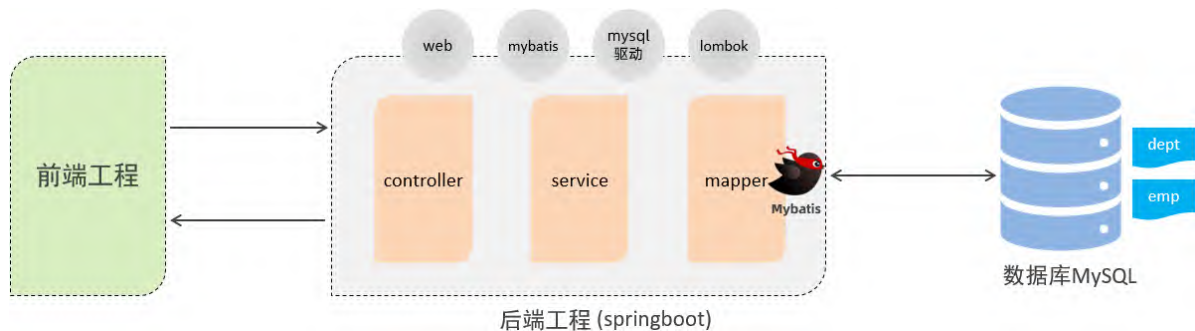 web
mybatis
mysql
驱动
lombok
前端工程
controller
service
mapper
Mybatis
dept
emp
数据库MySQL
后端工程 (springboot)